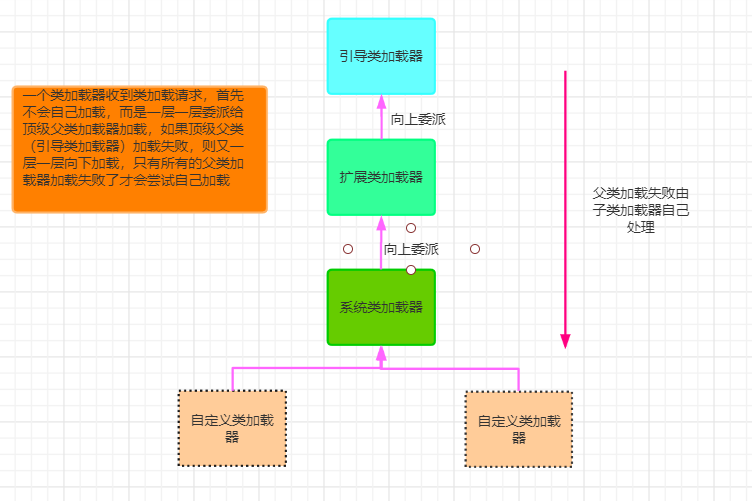 引导类加载器
一个类加载器收到类加载请求，首先
不会自己加载，而是一层一层委派给
顶级父类加载器加载，如果顶级父类
（引导类加载器）加载失败，则又一
层一层向下加载，只有所有的父类加
载器加载失败了才会尝试自己加载
向上委派
扩展类加载器
父类加载失败由
子类加载器自己
处理
向上委派
系统类加载器
自定义类加载
器
自定义类加载
器